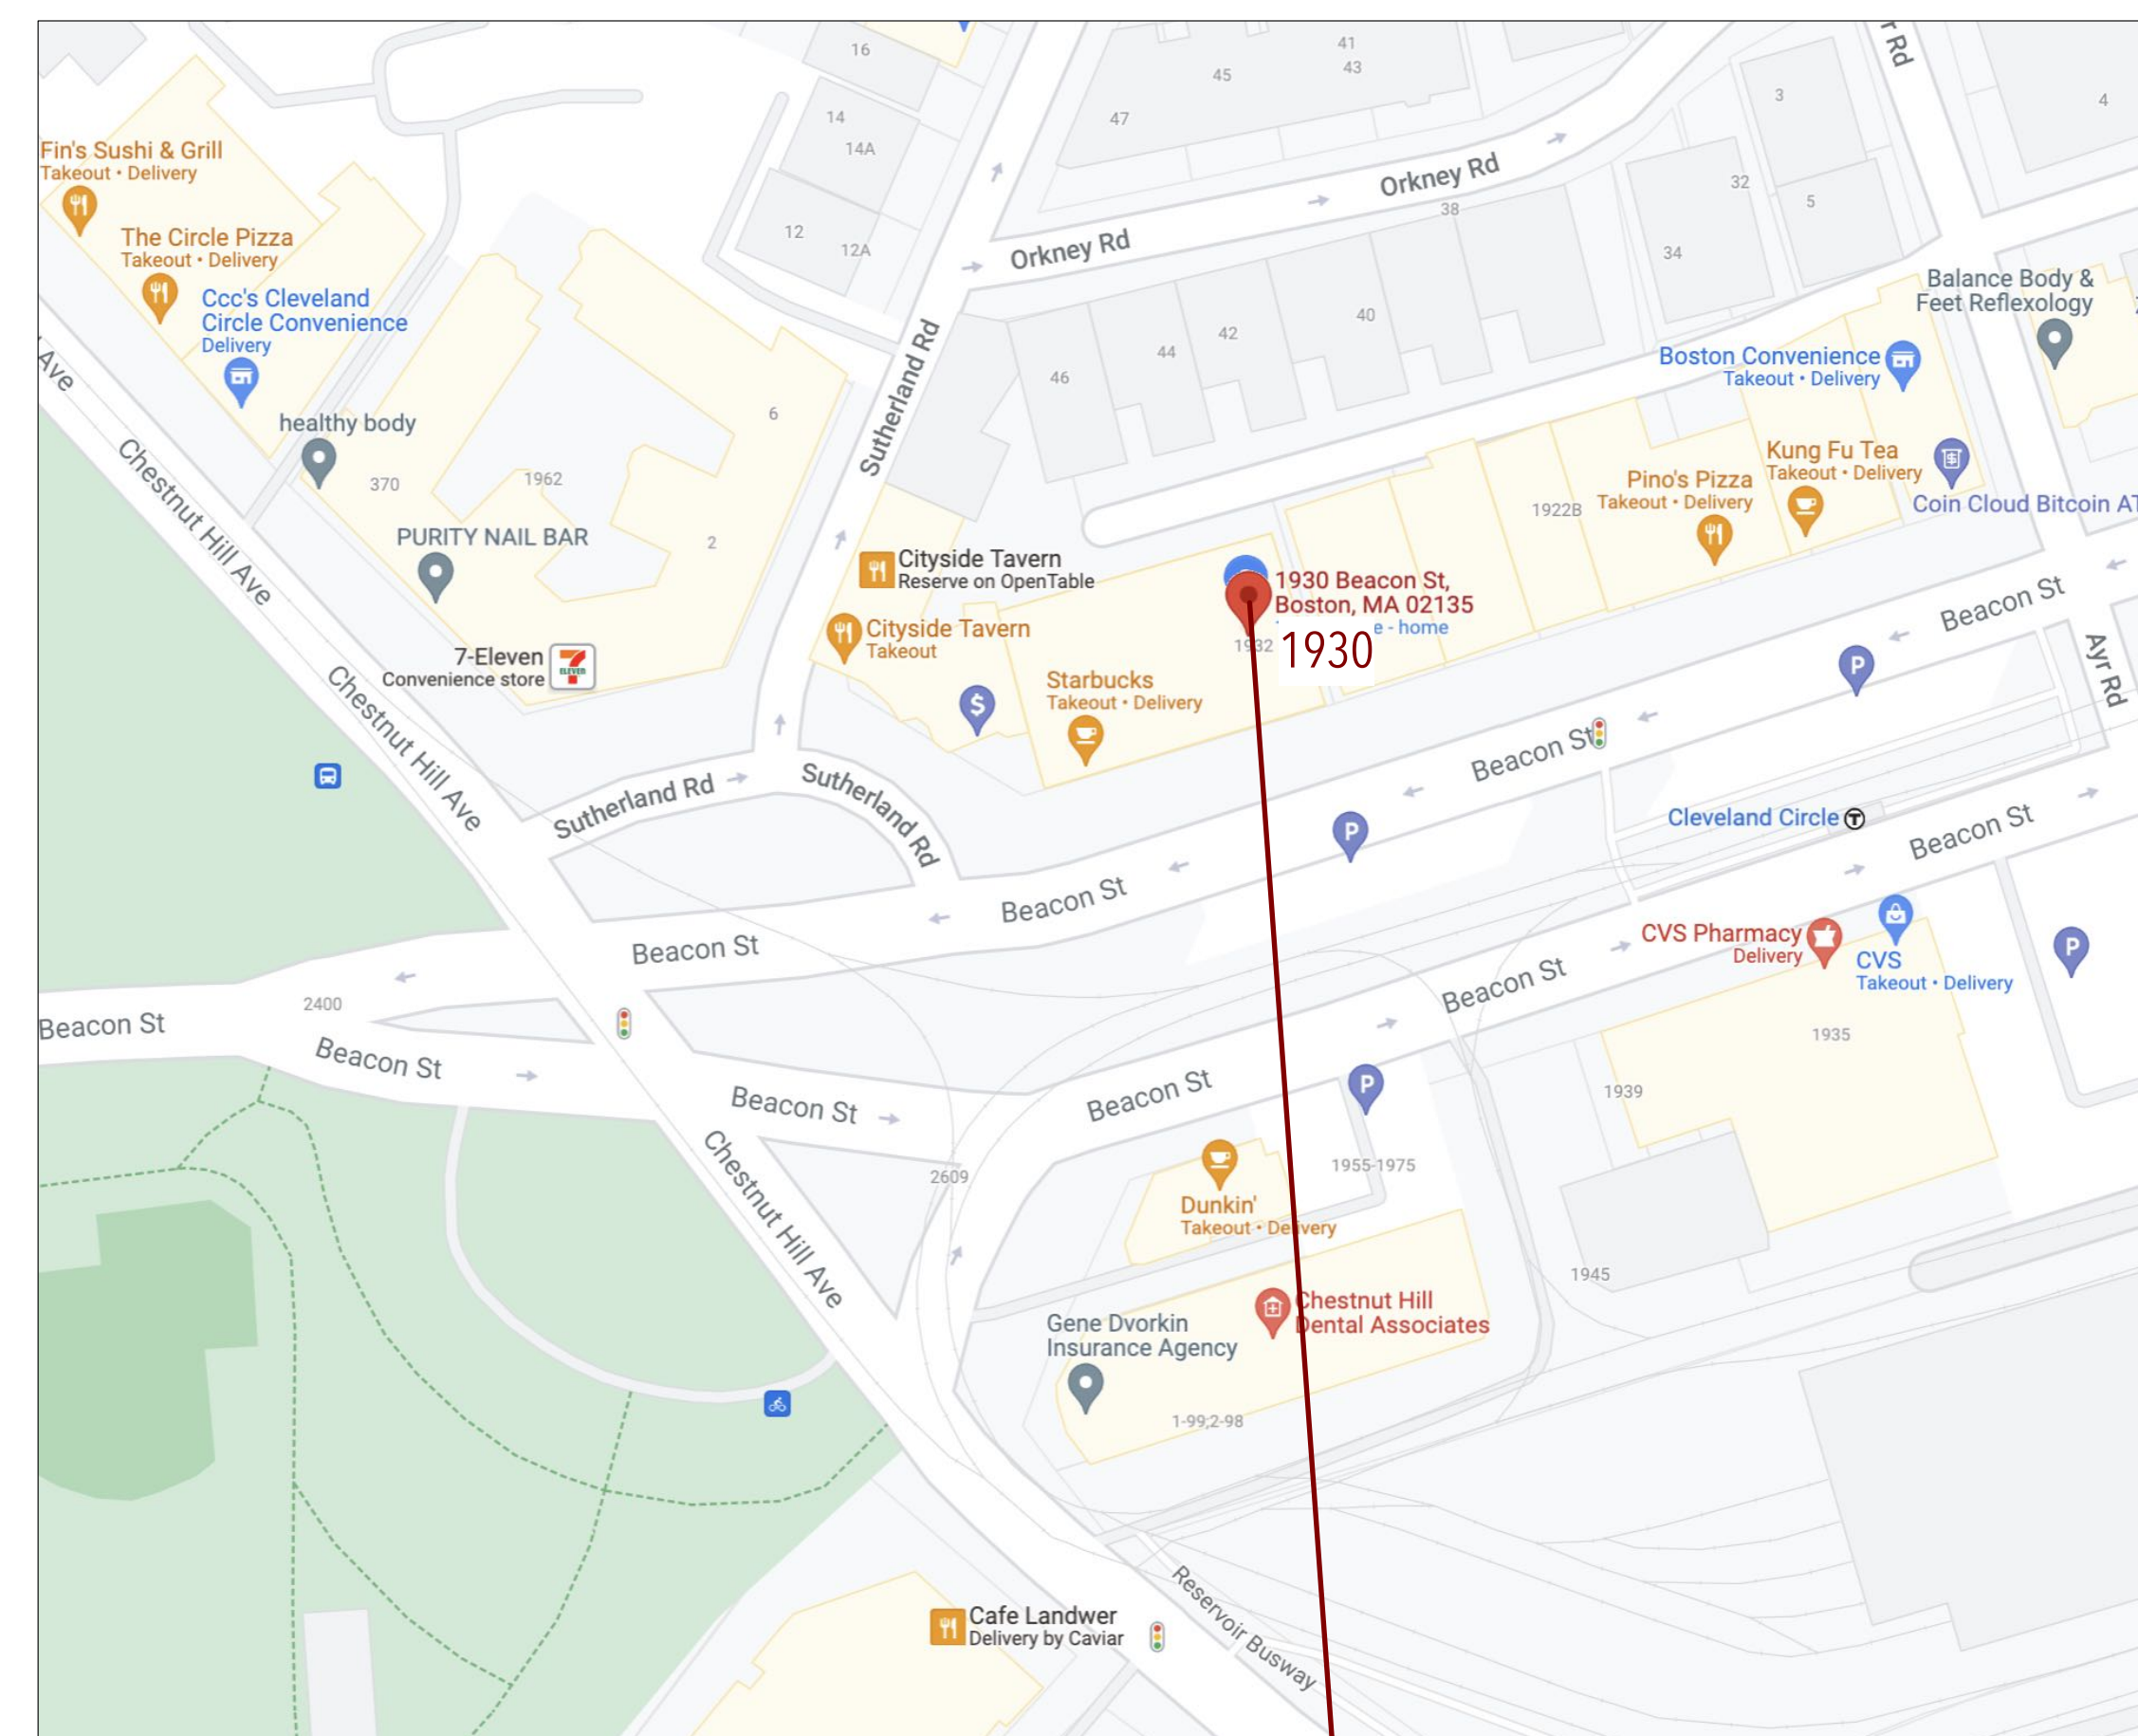 16
41
43
45
r Rd
3
4
47
14
14A
Fin's Sushi & Grill
Takeout • Delivery
Orkney Rd
38
32
5
The Circle Pizza
Takeout • Delivery
12
12A
Orkney Rd
34
Balance Body &
Feet Reflexology
Ccc's Cleveland
Circle Convenience
Delivery
40
42
44
46
Boston Convenience
Takeout • Delivery
Ave
Sutherland Rd
6
healthy body
370
1962
Kung Fu Tea
Takeout • Delivery
Pino's Pizza
Takeout • Delivery
1922B
Coin Cloud Bitcoin AT
Chestnut Hill Ave
PURITY NAIL BAR
2
Cityside Tavern
Reserve on OpenTable
1930 Beacon St,
Boston, MA 02135
e - home
1932
1930
Beacon St
Cityside Tavern
Takeout
7-Eleven
Convenience store
7
ELEVEN
$
Starbucks
Takeout • Delivery
P
Ayr Rd
Chestnut Hill Ave
Beacon St
Sutherland Rd
Sutherland Rd
P
Cleveland Circle
T
Beacon St
Beacon St
Beacon St
CVS Pharmacy
Delivery
CVS
Takeout • Delivery
P
2400
Beacon St
Beacon St
Beacon St
1935
P
Beacon St
Beacon St
1939
Chestnut Hill Ave
2609
1955-1975
Dunkin'
Takeout • Delivery
1945
Chestnut Hill
Dental Associates
Gene Dvorkin
Insurance Agency
1-99;2-98
Reservoir Busway
Cafe Landwer
Delivery by Caviar